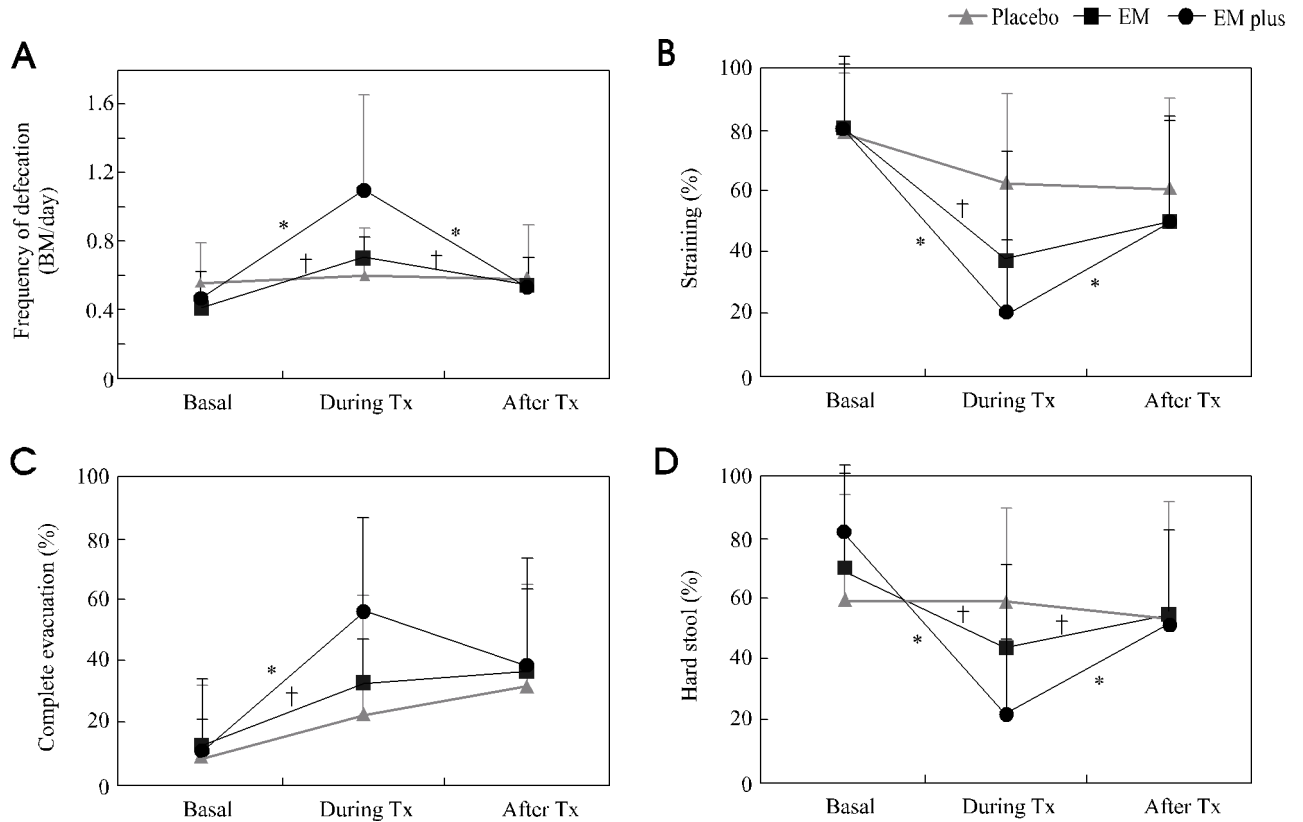 Placebo EM EM plus
A
Frequency of defecation
(BM/day)
1.6
1.2
0.8
0.4
0
* † * †
Basal During Tx After Tx
B
Straining (%)
100
80
60
40
20
0
† * *
Basal During Tx After Tx
C
Complete evacuation (%)
100
80
60
40
20
0
* †
Basal During Tx After Tx
D
Hard stool (%)
100
80
60
40
20
0
* † † *
Basal During Tx After Tx